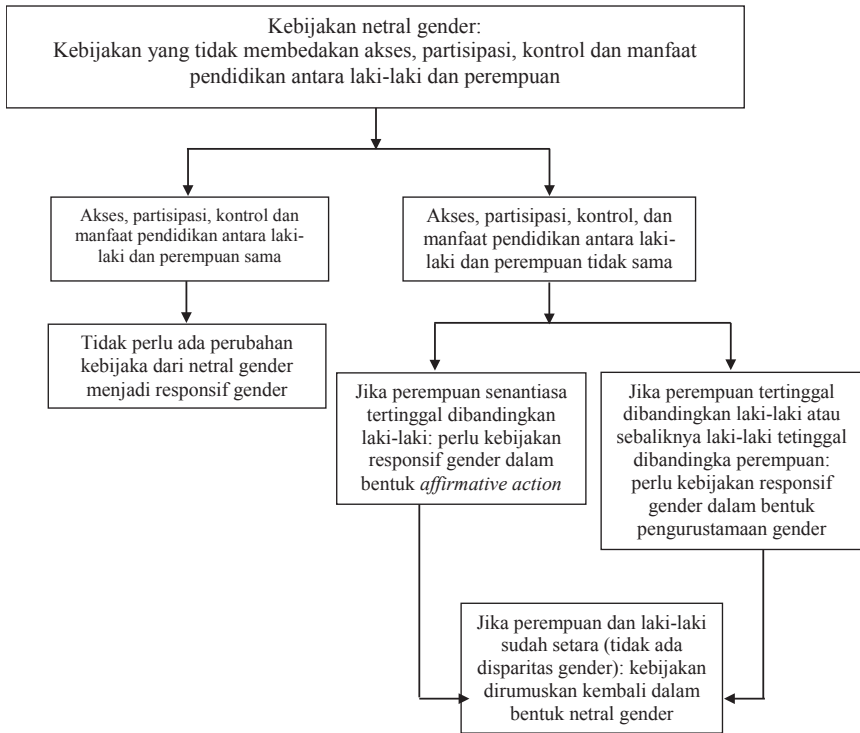 Kebijakan netral gender:
Kebijakan yang tidak membedakan akses, partisipasi, kontrol dan manfaat
pendidikan antara laki-laki dan perempuan
Akses, partisipasi, kontrol dan
manfaat pendidikan antara laki-
laki dan perempuan sama
Akses, partisipasi, kontrol, dan
manfaat pendidikan antara laki-
laki dan perempuan tidak sama
Tidak perlu ada perubahan
kebijaka dari netral gender
menjadi responsif gender
Jika perempuan senantiasa
tertinggal dibandingkan
laki-laki: perlu kebijakan
responsif gender dalam
bentuk affirmative action
Jika perempuan tertinggal
dibandingkan laki-laki atau
sebaliknya laki-laki tetinggal
dibandingka perempuan:
perlu kebijakan responsif
gender dalam bentuk
pengurustamaan gender
Jika perempuan dan laki-laki
sudah setara (tidak ada
disparitas gender): kebijakan
dirumuskan kembali dalam
bentuk netral gender